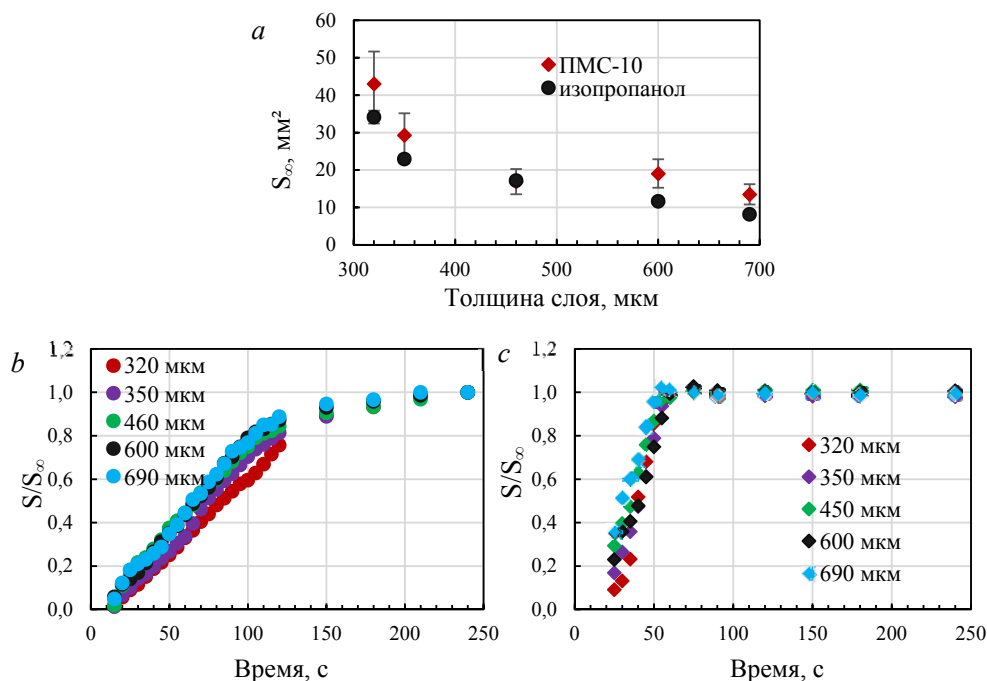 a
60
50
40
30
20
10
0
S∞, мм²
ПМС-10
изопропанол
300 400 500 600 700
Толщина слоя, мкм
b
1,2
1,0
0,8
0,6
0,4
0,2
0,0
S/S∞
320 мкм
350 мкм
460 мкм
600 мкм
690 мкм
0 50 100 150 200 250
Время, с
c
1,2
1,0
0,8
0,6
0,4
0,2
0,0
S/S∞
320 мкм
350 мкм
450 мкм
600 мкм
690 мкм
0 50 100 150 200 250
Время, с